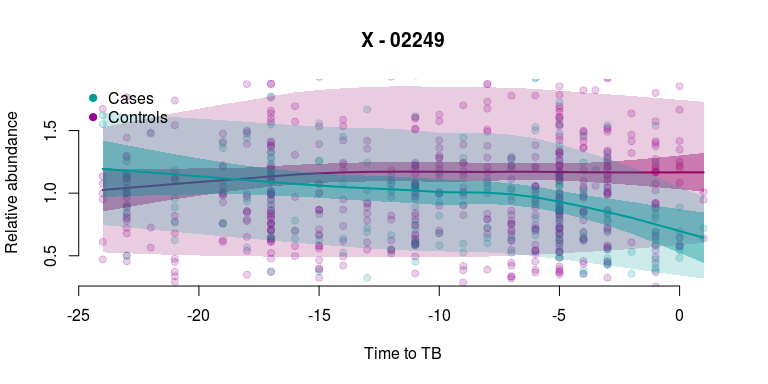 X - 02249
Cases
Controls
Relative abundance
1.5
1.0
0.5
-25 -20 -15 -10 -5 0
Time to TB